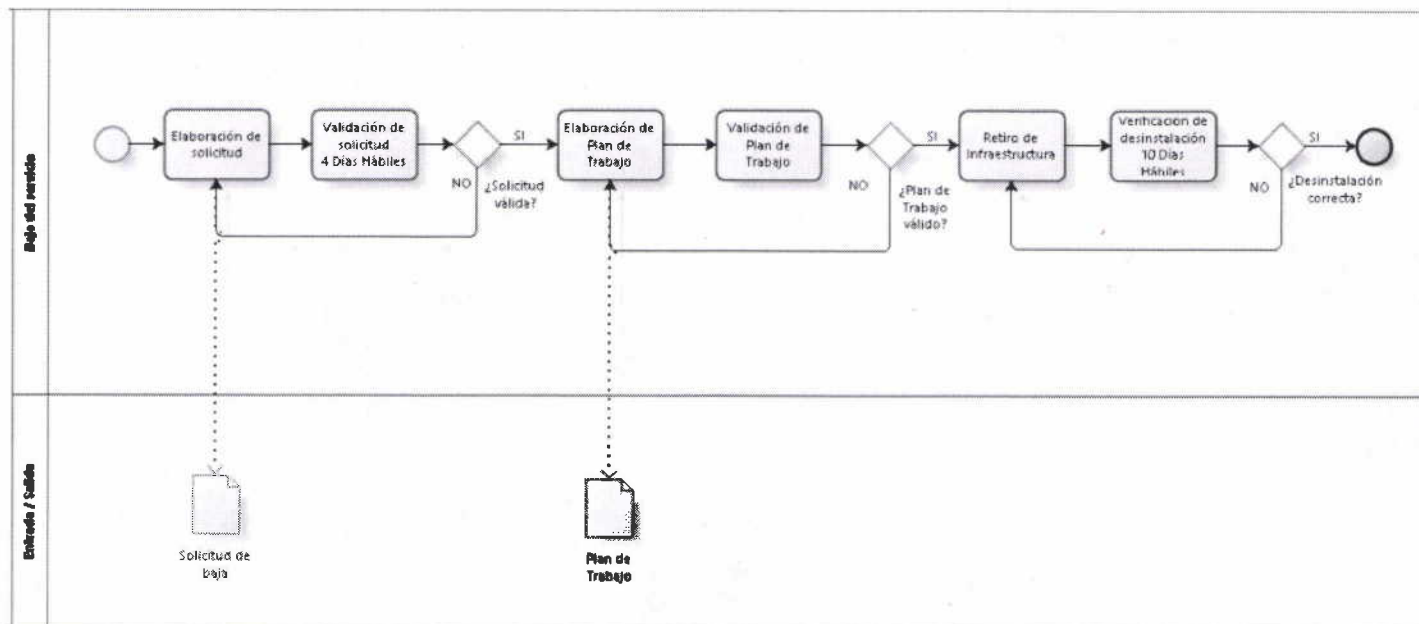 Baja del servicio
Elaboración de
solicitud
Validación de
solicitud
4 Días Hábiles
SI
NO
¿Solicitud
válida?
Elaboración de
Plan de
Trabajo
Validación de
Plan de
Trabajo
SI
NO
¿Plan de
Trabajo
válido?
Retiro de
Infraestructura
Verificación de
desinstalación
10 Días
Hábiles
SI
NO
¿Desinstalación
correcta?
Entrada / Salida
Solicitud de
baja
Plan de
Trabajo